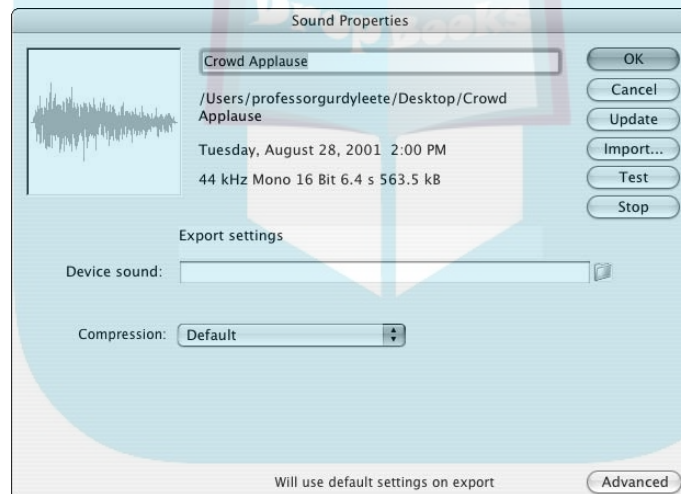 Sound Properties
DropBooks
Crowd Applause
/Users/professorgurdyleete/Desktop/Crowd
Applause
Tuesday, August 28, 2001 2:00 PM
44 kHz Mono 16 Bit 6.4 s 563.5 kB
OK
Cancel
Update
Import...
Test
Stop
Export settings
Device sound:
Compression: Default
Will use default settings on export
Advanced